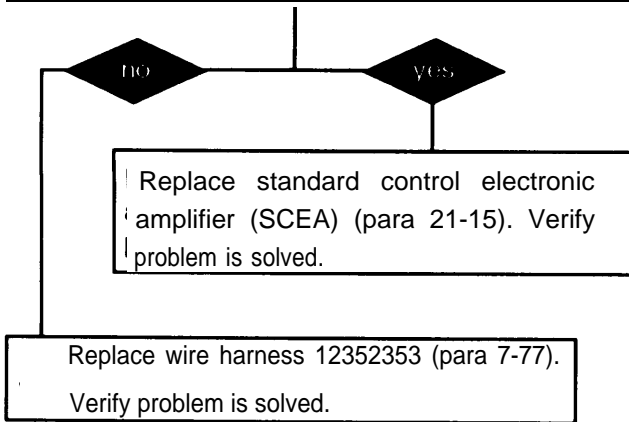 no yes
Replace standard control electronic
amplifier (SCEA) (para 21-15). Verify
problem is solved.
Replace wire harness 12352353 (para 7-77).
Verify problem is solved.